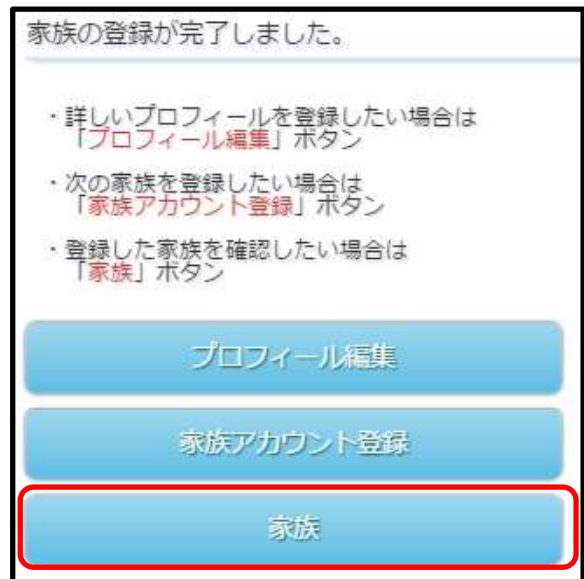 家族の登録が完了しました。
・詳しいプロフィールを登録したい場合は
「プロフィール編集」ボタン
・次の家族を登録したい場合は
「家族アカウント登録」ボタン
・登録した家族を確認したい場合は
「家族」ボタン
プロフィール編集
家族アカウント登録
家族